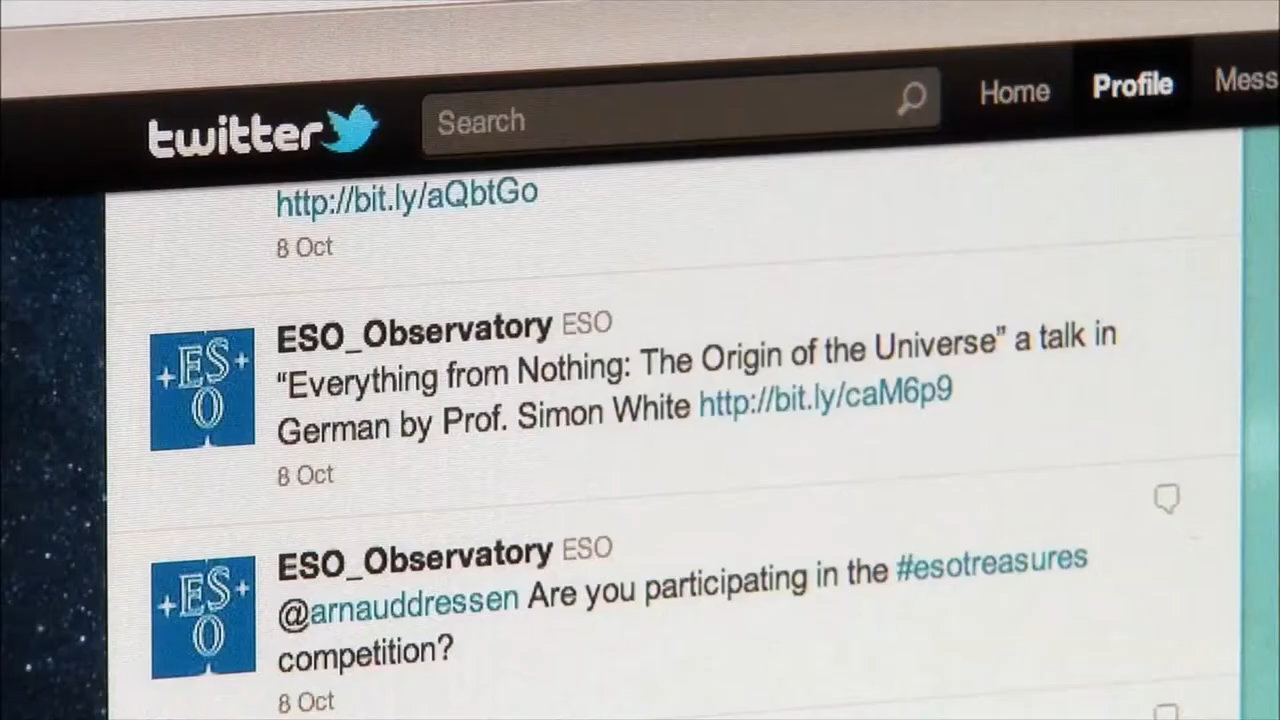 twitter
Search
Home
Profile
Mess
http://bit.ly/aQbtGo
8 Oct
ESO
ESO_Observatory ESO
“Everything from Nothing: The Origin of the Universe” a talk in
German by Prof. Simon White http://bit.ly/caM6p9
8 Oct
ESO
ESO_Observatory ESO
@arnauddressen Are you participating in the #esotreasures
competition?
8 Oct